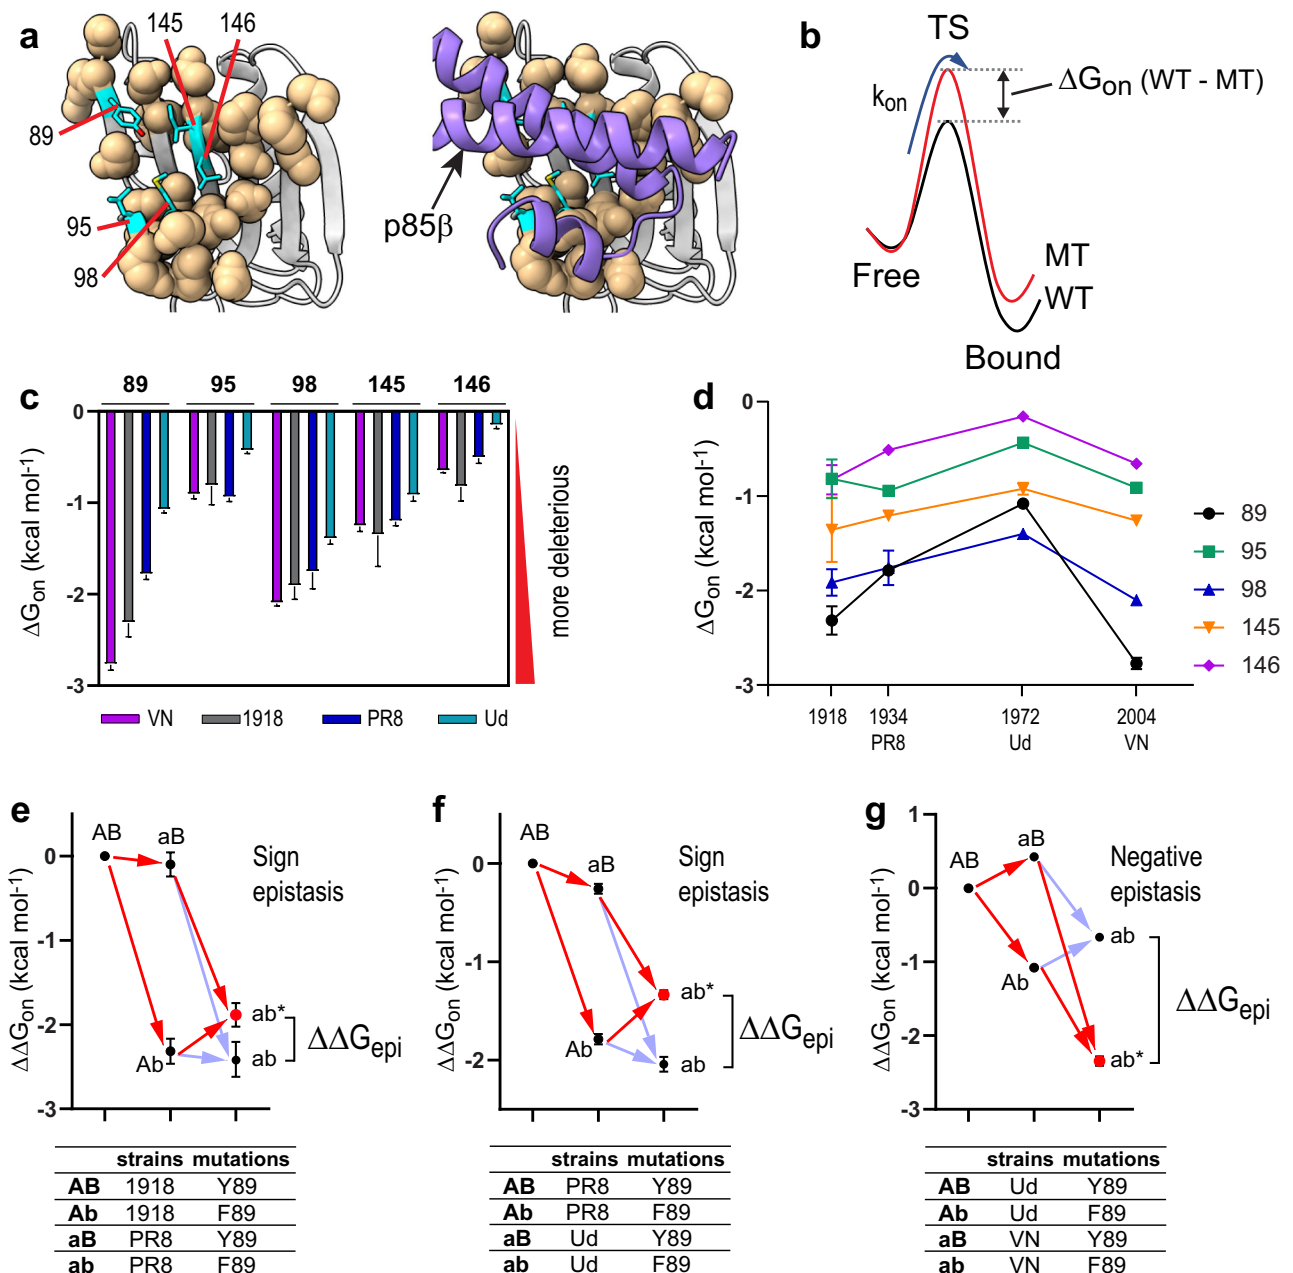 a
145
146
89
95
98
p85β
b
TS
kon
ΔGon (WT - MT)
Free
MT
WT
Bound
c
89 95 98 145 146
0
-1
-2
-3
ΔGon (kcal mol-1)
more deleterious
VN 1918 PR8 Ud
d
0
-1
-2
-3
ΔGon (kcal mol-1)
1918 1934 1972 2004
PR8 Ud VN
89
95
98
145
146
e
AB
aB
Sign
epistasis
0
-1
-2
-3
ΔΔGon (kcal mol-1)
Ab
ab*
ab
ΔΔGepi
strains mutations
AB 1918 Y89
Ab 1918 F89
aB PR8 Y89
ab PR8 F89
f
AB
aB
Sign
epistasis
0
-1
-2
ΔΔGon (kcal mol-1)
Ab
ab*
ab
ΔΔGepi
strains mutations
AB PR8 Y89
Ab PR8 F89
aB Ud Y89
ab Ud F89
g
1
0
-1
-2
-3
ΔΔGon (kcal mol-1)
AB
aB
Negative
epistasis
Ab
ab
ab*
ΔΔGepi
strains mutations
AB Ud Y89
Ab Ud F89
aB VN Y89
ab VN F89